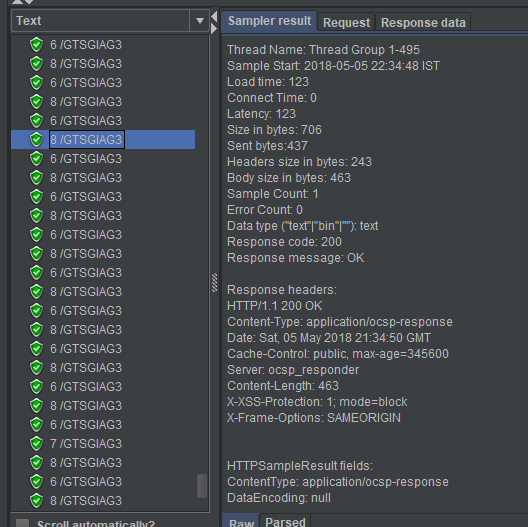 Text
6 /GTSGIAG3
8 /GTSGIAG3
6 /GTSGIAG3
8 /GTSGIAG3
6 /GTSGIAG3
8 /GTSGIAG3
6 /GTSGIAG3
8 /GTSGIAG3
6 /GTSGIAG3
8 /GTSGIAG3
6 /GTSGIAG3
8 /GTSGIAG3
6 /GTSGIAG3
8 /GTSGIAG3
6 /GTSGIAG3
8 /GTSGIAG3
6 /GTSGIAG3
8 /GTSGIAG3
6 /GTSGIAG3
8 /GTSGIAG3
6 /GTSGIAG3
7 /GTSGIAG3
8 /GTSGIAG3
6 /GTSGIAG3
8 /GTSGIAG3
Scroll automatically?
Sampler result Request Response data
Thread Name: Thread Group 1-495
Sample Start: 2018-05-05 22:34:48 IST
Load time: 123
Connect Time: 0
Latency: 123
Size in bytes: 706
Sent bytes:437
Headers size in bytes: 243
Body size in bytes: 463
Sample Count: 1
Error Count: 0
Data type ("text"|"bin"|""): text
Response code: 200
Response message: OK
Response headers:
HTTP/1.1 200 OK
Content-Type: application/ocsp-response
Date: Sat, 05 May 2018 21:34:50 GMT
Cache-Control: public, max-age=345600
Server: ocsp_responder
Content-Length: 463
X-XSS-Protection: 1; mode=block
X-Frame-Options: SAMEORIGIN
HTTPSampleResult fields:
ContentType: application/ocsp-response
DataEncoding: null
Raw Parsed